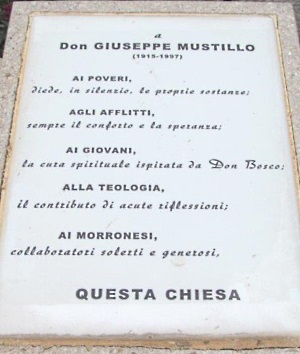 a
Don GIUSEPPE MUSTILLO
(1915-1997)
AI POVERI,
diede, in silenzio, le proprie sostanze;
AGLI AFFLITTI,
sempre il conforto e la speranza;
AI GIOVANI,
la cura spirituale ispirata da Don Bosco;
ALLA TEOLOGIA,
il contributo di acute riflessioni;
AI MORRONESI,
collaboratori solerti e generosi,
QUESTA CHIESA